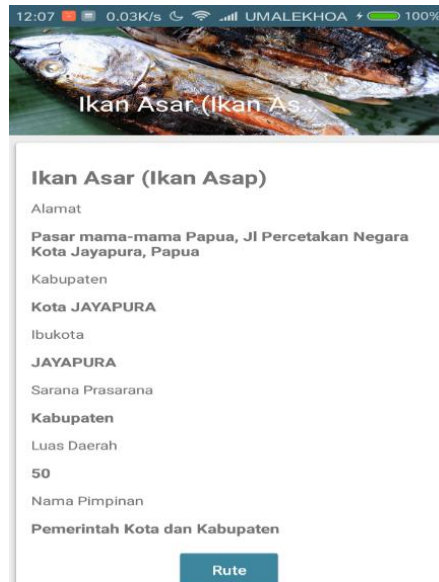 12:07 0.03K/s UMALEKHOA 100%
Ikan Asar (Ikan As...
Ikan Asar (Ikan Asap)
Alamat
Pasar mama-mama Papua, Jl Percetakan Negara
Kota Jayapura, Papua
Kabupaten
Kota JAYAPURA
Ibukota
JAYAPURA
Sarana Prasarana
Kabupaten
Luas Daerah
50
Nama Pimpinan
Pemerintah Kota dan Kabupaten
Rute